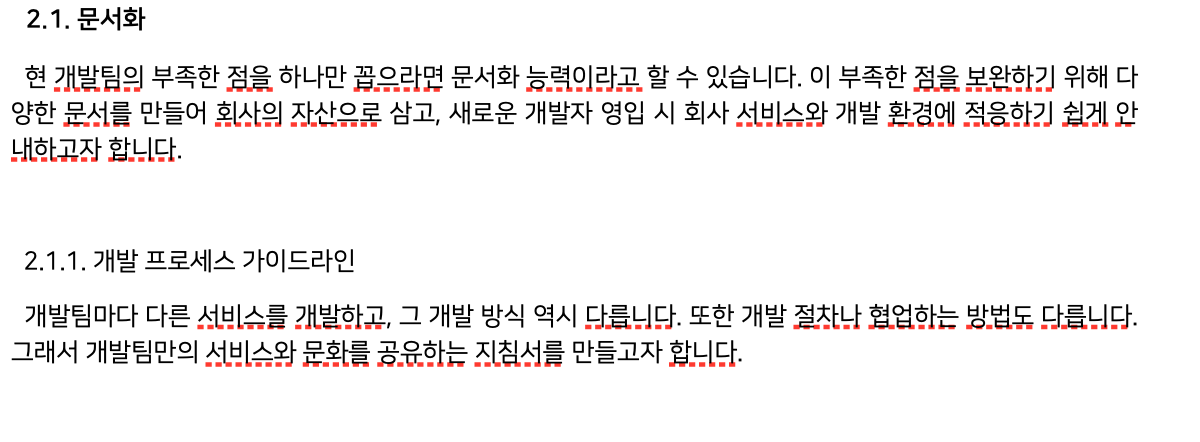 2.1. 문서화
현 개발팀의 부족한 점을 하나만 꼽으라면 문서화 능력이라고 할 수 있습니다. 이 부족한 점을 보완하기 위해 다
양한 문서를 만들어 회사의 자산으로 삼고, 새로운 개발자 영입 시 회사 서비스와 개발 환경에 적응하기 쉽게 안
내하고자 합니다.
2.1.1. 개발 프로세스 가이드라인
개발팀마다 다른 서비스를 개발하고, 그 개발 방식 역시 다릅니다. 또한 개발 절차나 협업하는 방법도 다릅니다.
그래서 개발팀만의 서비스와 문화를 공유하는 지침서를 만들고자 합니다.